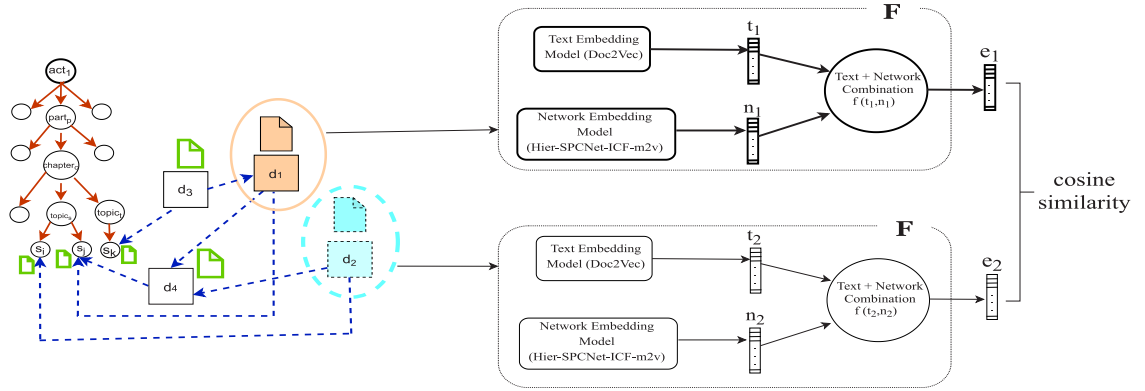 act1
partp
chapterc
topics
topict
si
sj
sk
d3
d1
d2
d4
F
Text Embedding
Model (Doc2Vec)
t1
Network Embedding
Model
(Hier-SPCNet-ICF-m2v)
n1
Text + Network
Combination
f (t1,n1)
e1
cosine
similarity
F
Text Embedding
Model (Doc2Vec)
t2
Network Embedding
Model
(Hier-SPCNet-ICF-m2v)
n2
Text + Network
Combination
f (t2,n2)
e2